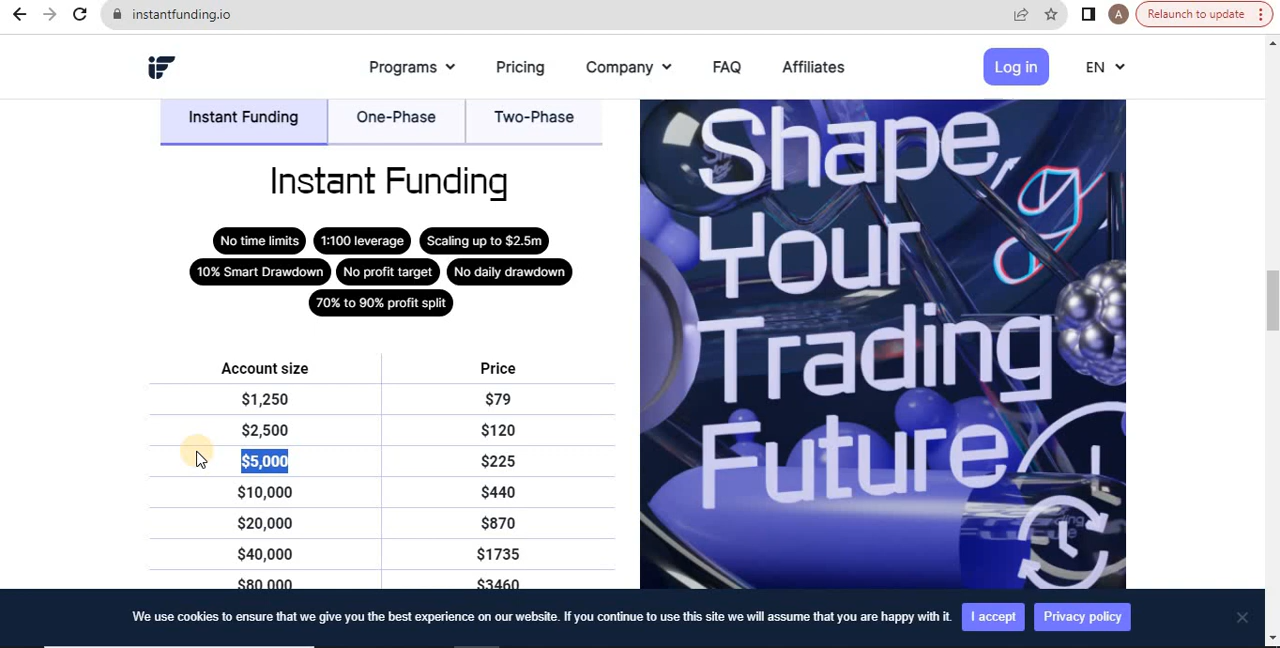 instantfunding.io
A
Relaunch to update
iF
Programs
Pricing
Company
FAQ
Affiliates
Log in
EN
Instant Funding
One-Phase
Two-Phase
Instant Funding
No time limits
1:100 leverage
Scaling up to $2.5m
10% Smart Drawdown
No profit target
No daily drawdown
70% to 90% profit split
Account size Price
$1,250 $79
$2,500 $120
$5,000 $225
$10,000 $440
$20,000 $870
$40,000 $1735
$80,000 $3460
Shape
Your
Trading
Future
We use cookies to ensure that we give you the best experience on our website. If you continue to use this site we will assume that you are happy with it.
I accept
Privacy policy